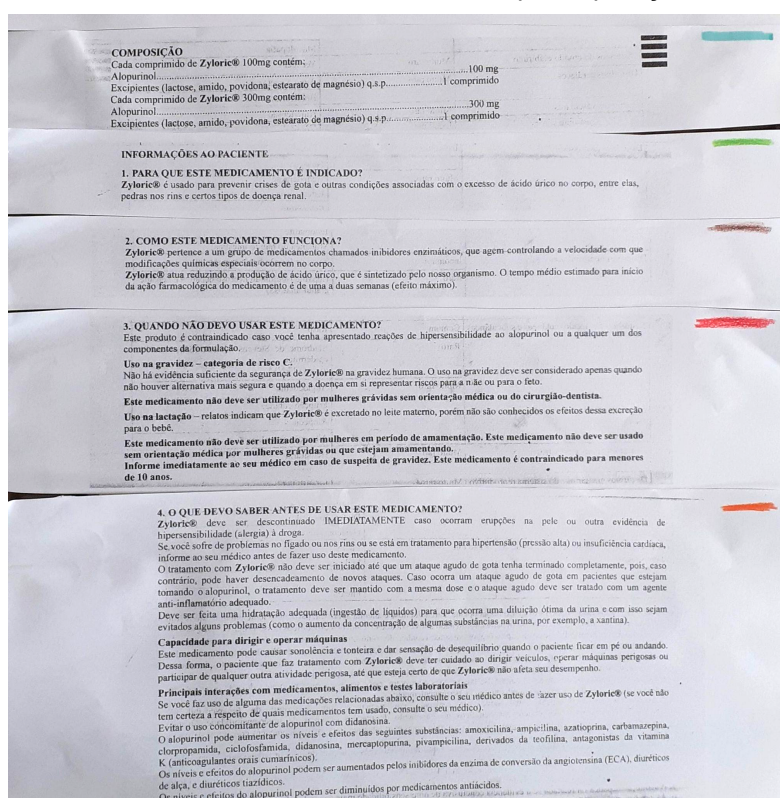 COMPOSIÇÃO
Cada comprimido de Zyloric® 100mg contém:
Alopurinol..............................................................................................100 mg
Excipientes (lactose, amido, povidona, estearato de magnésio) q.s.p.....................1 comprimido
Cada comprimido de Zyloric® 300mg contém:
Alopurinol..............................................................................................300 mg
Excipientes (lactose, amido, povidona, estearato de magnésio) q.s.p.....................1 comprimido
INFORMAÇÕES AO PACIENTE
1. PARA QUE ESTE MEDICAMENTO É INDICADO?
Zyloric® é usado para prevenir crises de gota e outras condições associadas com o excesso de ácido úrico no corpo, entre elas,
pedras nos rins e certos tipos de doença renal.
2. COMO ESTE MEDICAMENTO FUNCIONA?
Zyloric® pertence a um grupo de medicamentos chamados inibidores enzimáticos, que agem controlando a velocidade com que
modificações químicas especiais ocorrem no corpo.
Zyloric® atua reduzindo a produção de ácido úrico, que é sintetizado pelo nosso organismo. O tempo médio estimado para início
da ação farmacológica do medicamento é de uma a duas semanas (efeito máximo).
3. QUANDO NÃO DEVO USAR ESTE MEDICAMENTO?
Este produto é contraindicado caso você tenha apresentado reações de hipersensibilidade ao alopurinol ou a qualquer um dos
componentes da formulação.
Uso na gravidez – categoria de risco C.
Não há evidência suficiente da segurança de Zyloric® na gravidez humana. O uso na gravidez deve ser considerado apenas quando
não houver alternativa mais segura e quando a doença em si representar riscos para a mãe ou para o feto.
Este medicamento não deve ser utilizado por mulheres grávidas sem orientação médica ou do cirurgião-dentista.
Uso na lactação – relatos indicam que Zyloric® é excretado no leite materno, porém não são conhecidos os efeitos dessa excreção
para o bebê.
Este medicamento não deve ser utilizado por mulheres em período de amamentação. Este medicamento não deve ser usado
sem orientação médica por mulheres grávidas ou que estejam amamentando.
Informe imediatamente ao seu médico em caso de suspeita de gravidez. Este medicamento é contraindicado para menores
de 10 anos.
4. O QUE DEVO SABER ANTES DE USAR ESTE MEDICAMENTO?
Zyloric® deve ser descontinuado IMEDIATAMENTE caso ocorram erupções na pele ou outra evidência de
hipersensibilidade (alergia) à droga.
Se você sofre de problemas no fígado ou nos rins ou se está em tratamento para hipertensão (pressão alta) ou insuficiência cardíaca,
informe ao seu médico antes de fazer uso deste medicamento.
O tratamento com Zyloric® não deve ser iniciado até que um ataque agudo de gota tenha terminado completamente, pois, caso
contrário, pode haver desencadeamento de novos ataques. Caso ocorra um ataque agudo de gota em pacientes que estejam
tomando o alopurinol, o tratamento deve ser mantido com a mesma dose e o ataque agudo deve ser tratado com um agente
anti-inflamatório adequado.
Deve ser feita uma hidratação adequada (ingestão de líquidos) para que ocorra uma diluição ótima da urina e com isso sejam
evitados alguns problemas (como o aumento da concentração de algumas substâncias na urina, por exemplo, a xantina).
Capacidade para dirigir e operar máquinas
Este medicamento pode causar sonolência e tonteira e dar sensação de desequilíbrio quando o paciente ficar em pé ou andando.
Dessa forma, o paciente que faz tratamento com Zyloric® deve ter cuidado ao dirigir veículos, operar máquinas perigosas ou
participar de qualquer outra atividade perigosa, até que esteja certo de que Zyloric® não afeta seu desempenho.
Principais interações com medicamentos, alimentos e testes laboratoriais
Se você faz uso de alguma das medicações relacionadas abaixo, consulte o seu médico antes de fazer uso de Zyloric® (se você não
tem certeza a respeito de quais medicamentos tem usado, consulte o seu médico).
Evitar o uso concomitante de alopurinol com didanosina.
O alopurinol pode aumentar os níveis e efeitos das seguintes substâncias: amoxicilina, ampicilina, azatioprina, carbamazepina,
clorpropamida, ciclofosfamida, didanosina, mercaptopurina, pivampicilina, derivados da teofilina, antagonistas da vitamina
K (anticoagulantes orais cumarínicos).
Os níveis e efeitos do alopurinol podem ser aumentados pelos inibidores da enzima de conversão da angiotensina (ECA), diuréticos
de alça, e diuréticos tiazídicos.
Os níveis e efeitos do alopurinol podem ser diminuídos por medicamentos antiácidos.